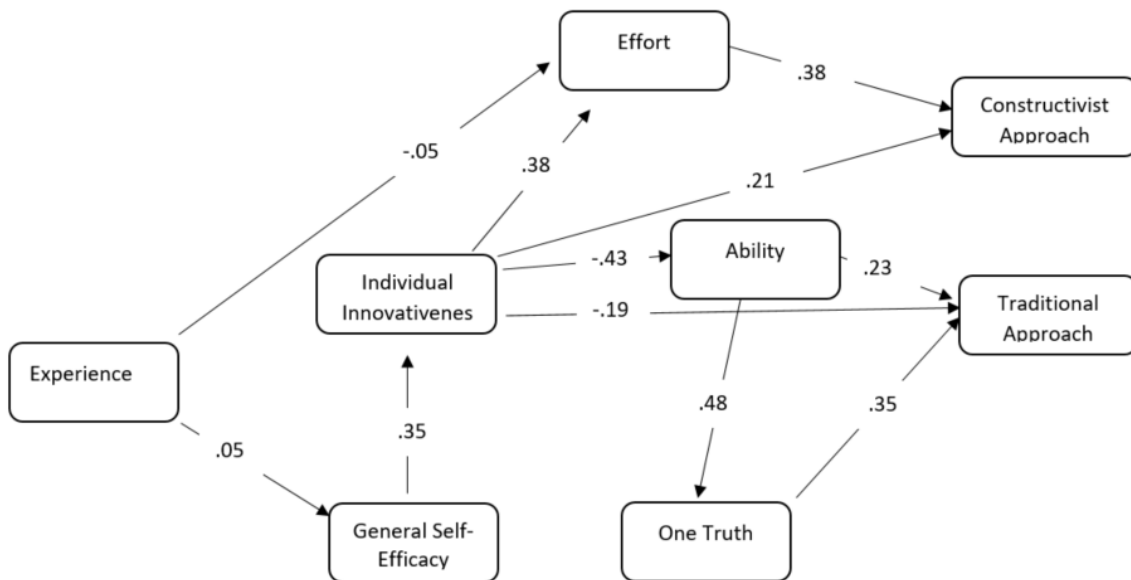 Effort
.38
Constructivist
Approach
-.05
.38
.21
Ability
-.43
.23
Individual
Innovativenes
-.19
Traditional
Approach
Experience
.48
.35
.35
.05
General Self-
Efficacy
One Truth